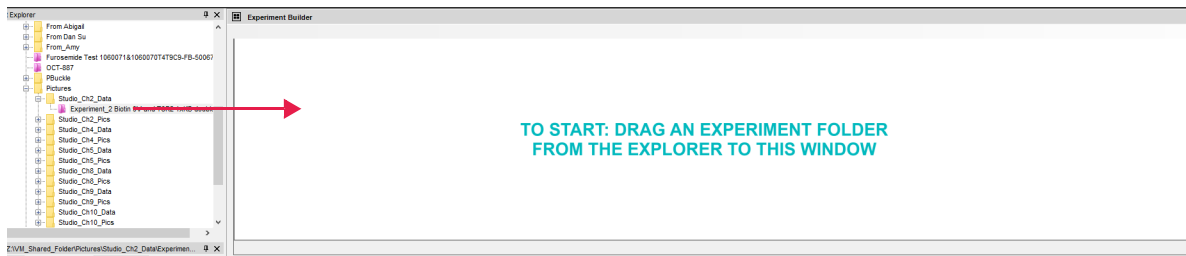 Explorer
From Abigail
From Dan Su
From_Amy
Furosemide Test 1060071&1060070T4T9C9-FB-50067
OCT-887
PBuckle
Pictures
Studio_Ch2_Data
Experiment_2 Biotin
Studio_Ch2_Pics
Studio_Ch4_Data
Studio_Ch4_Pics
Studio_Ch5_Data
Studio_Ch5_Pics
Studio_Ch8_Data
Studio_Ch8_Pics
Studio_Ch9_Data
Studio_Ch9_Pics
Studio_Ch10_Data
Studio_Ch10_Pics
Z:\VM_Shared_Folder\Pictures\Studio_Ch2_Data\Experimen...
Experiment Builder
TO START: DRAG AN EXPERIMENT FOLDER
FROM THE EXPLORER TO THIS WINDOW